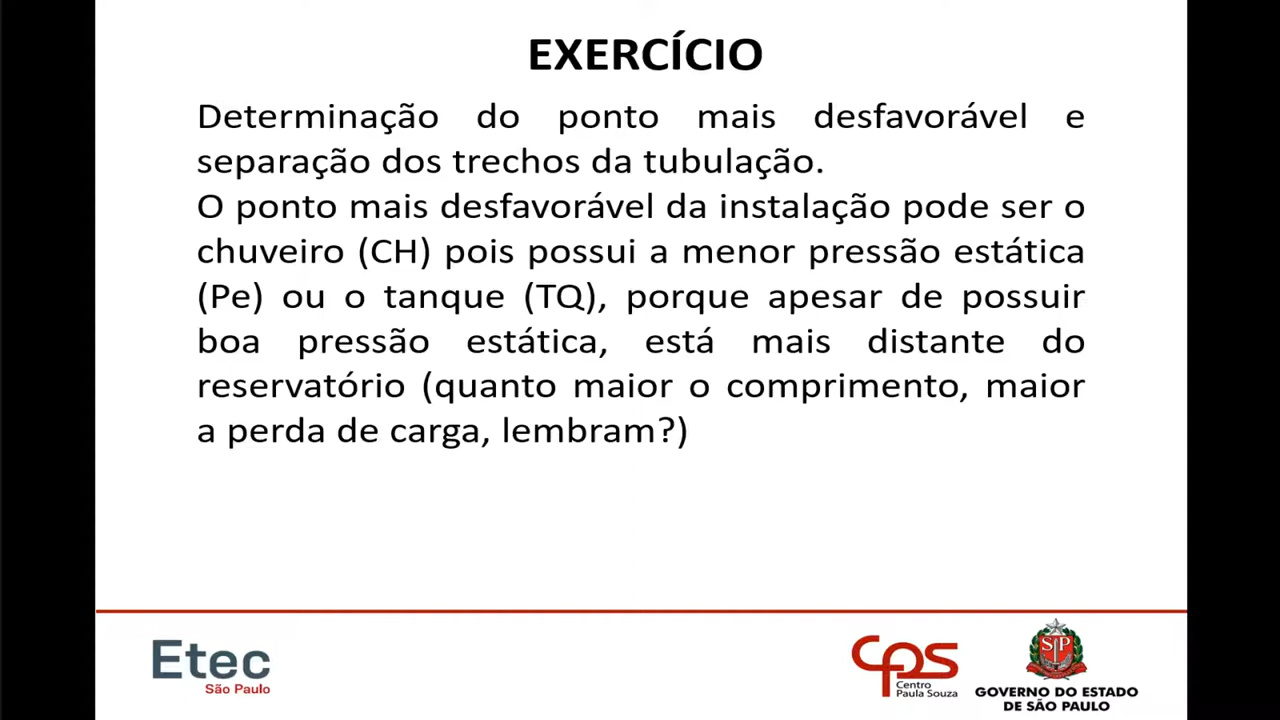 EXERCÍCIO
Determinação do ponto mais desfavorável e
separação dos trechos da tubulação.
O ponto mais desfavorável da instalação pode ser o
chuveiro (CH) pois possui a menor pressão estática
(Pe) ou o tanque (TQ), porque apesar de possuir
boa pressão estática, está mais distante do
reservatório (quanto maior o comprimento, maior
a perda de carga, lembram?)
Etec
São Paulo
cps
Centro
Paula Souza
SP
GOVERNO DO ESTADO
DE SÃO PAULO